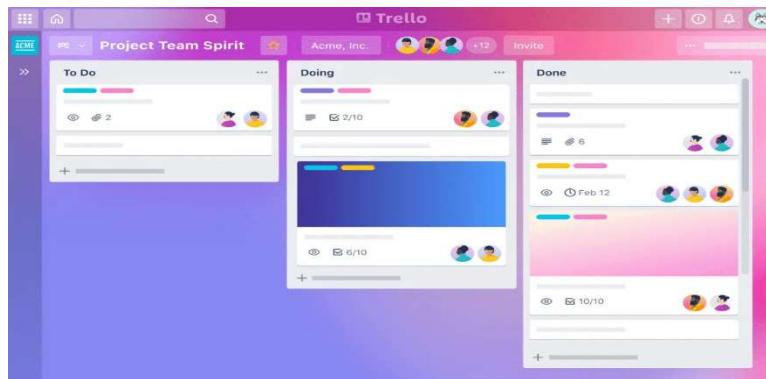 Trello
ACME
Project Team Spirit
Acme, Inc.
+12
Invite
To Do
2
Doing
2/10
6/10
Done
6
Feb 12
10/10